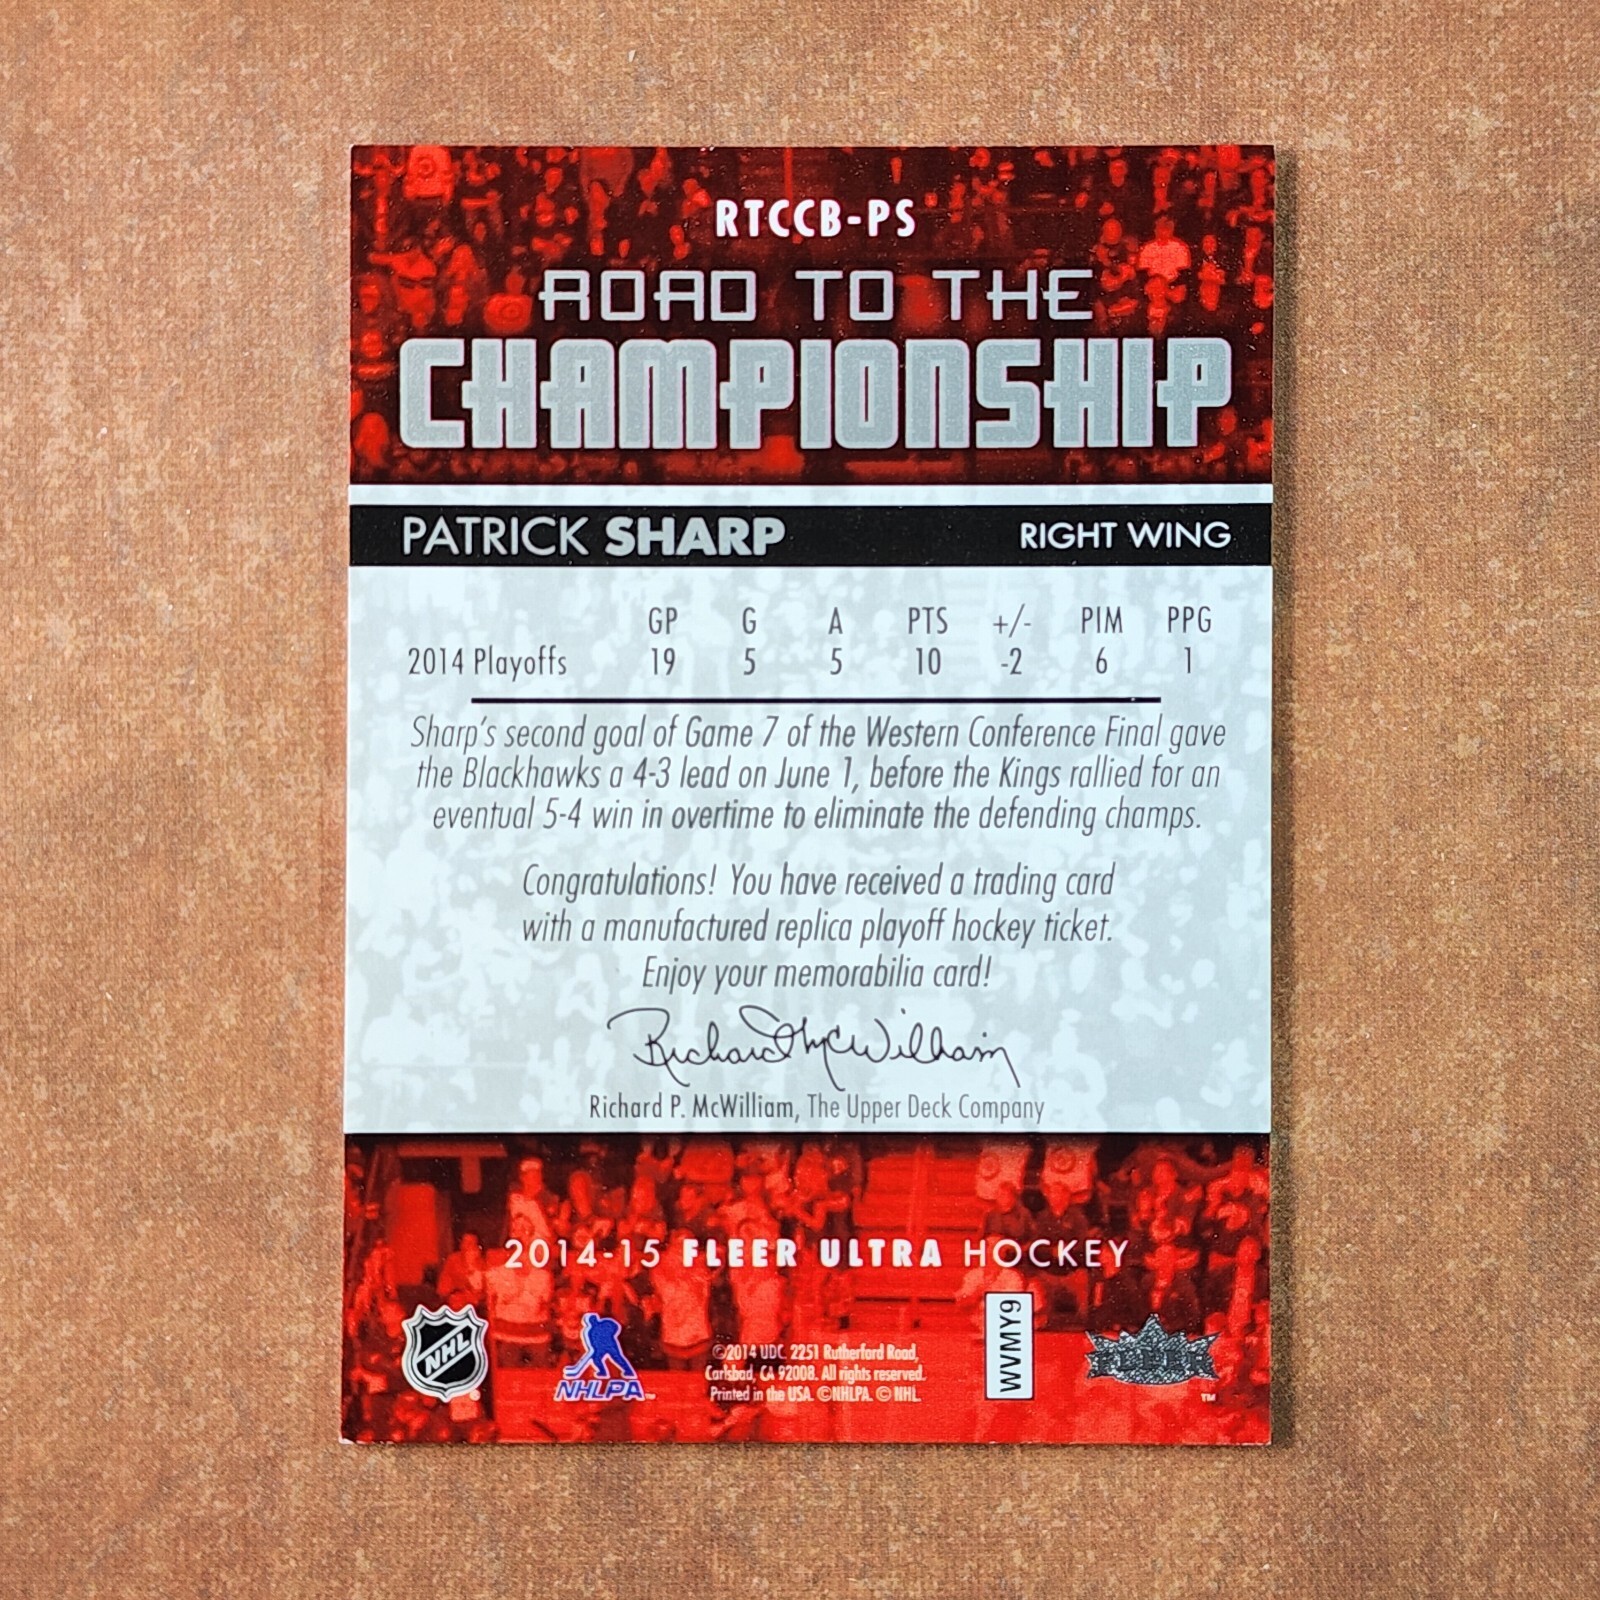 RTCCB-PS
ROAD TO THE
CHAMPIONSHIP
PATRICK SHARP RIGHT WING
GP G A PTS +/- PIM PPG
2014 Playoffs 19 5 5 10 -2 6 1
Sharp's second goal of Game 7 of the Western Conference Final gave
the Blackhawks a 4-3 lead on June 1, before the Kings rallied for an
eventual 5-4 win in overtime to eliminate the defending champs.
Congratulations! You have received a trading card
with a manufactured replica playoff hockey ticket.
Enjoy your memorabilia card!
Richard McWilliam
Richard P. McWilliam, The Upper Deck Company
2014-15 FLEER ULTRA HOCKEY
NHL
®
NHLPA™
©2014 UDC. 2251 Rutherford Road,
Carlsbad, CA 92008. All rights reserved.
Printed in the USA. ©NHLPA. © NHL.
WVMY9
FLEER
™